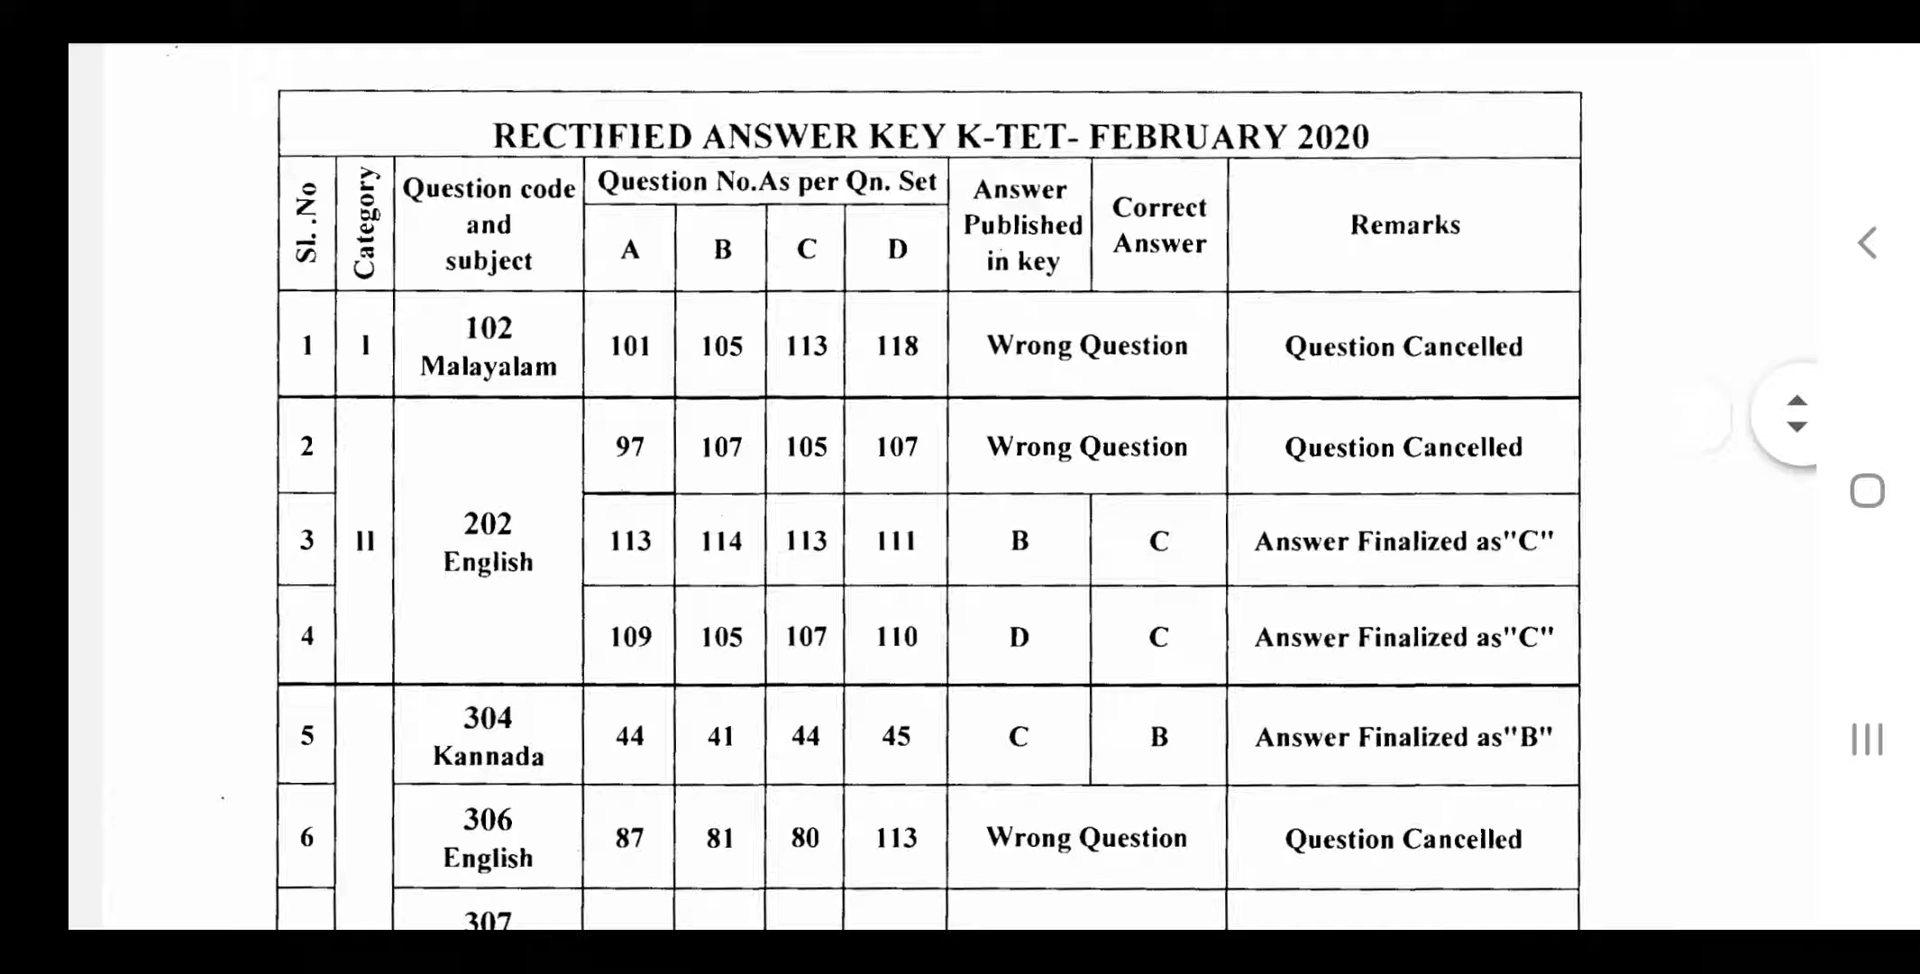 RECTIFIED ANSWER KEY K-TET- FEBRUARY 2020
Sl. .No
Category
Question code
and
subject
Question No.As per Qn. Set
A B C D
Answer
Published
in key
Correct
Answer
Remarks
1 I 102
Malayalam 101 105 113 118 Wrong Question Question Cancelled
2 97 107 105 107 Wrong Question Question Cancelled
II 202
English
3 113 114 113 111 B C Answer Finalized as"C"
4 109 105 107 110 D C Answer Finalized as"C"
5 304
Kannada 44 41 44 45 C B Answer Finalized as"B"
6 306
English 87 81 80 113 Wrong Question Question Cancelled
307